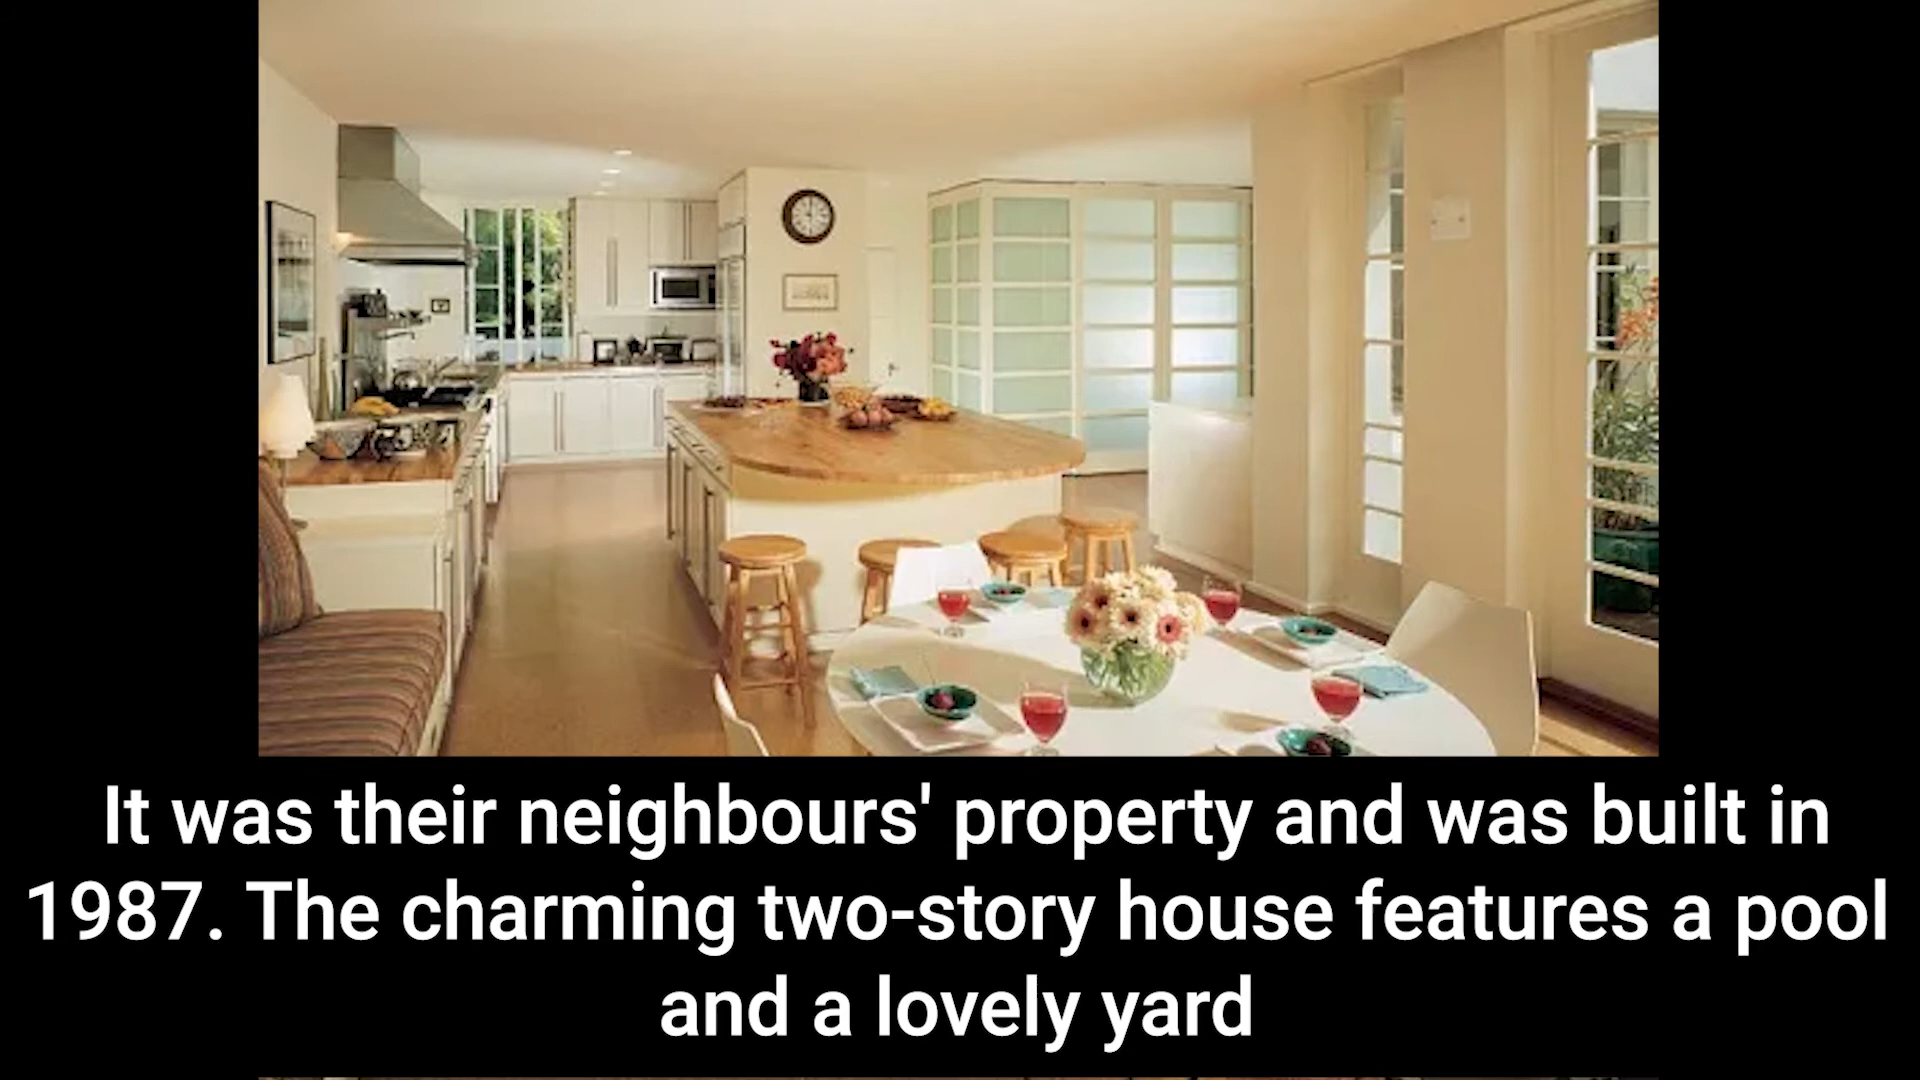 It was their neighbours' property and was built in
1987. The charming two-story house features a pool
and a lovely yard